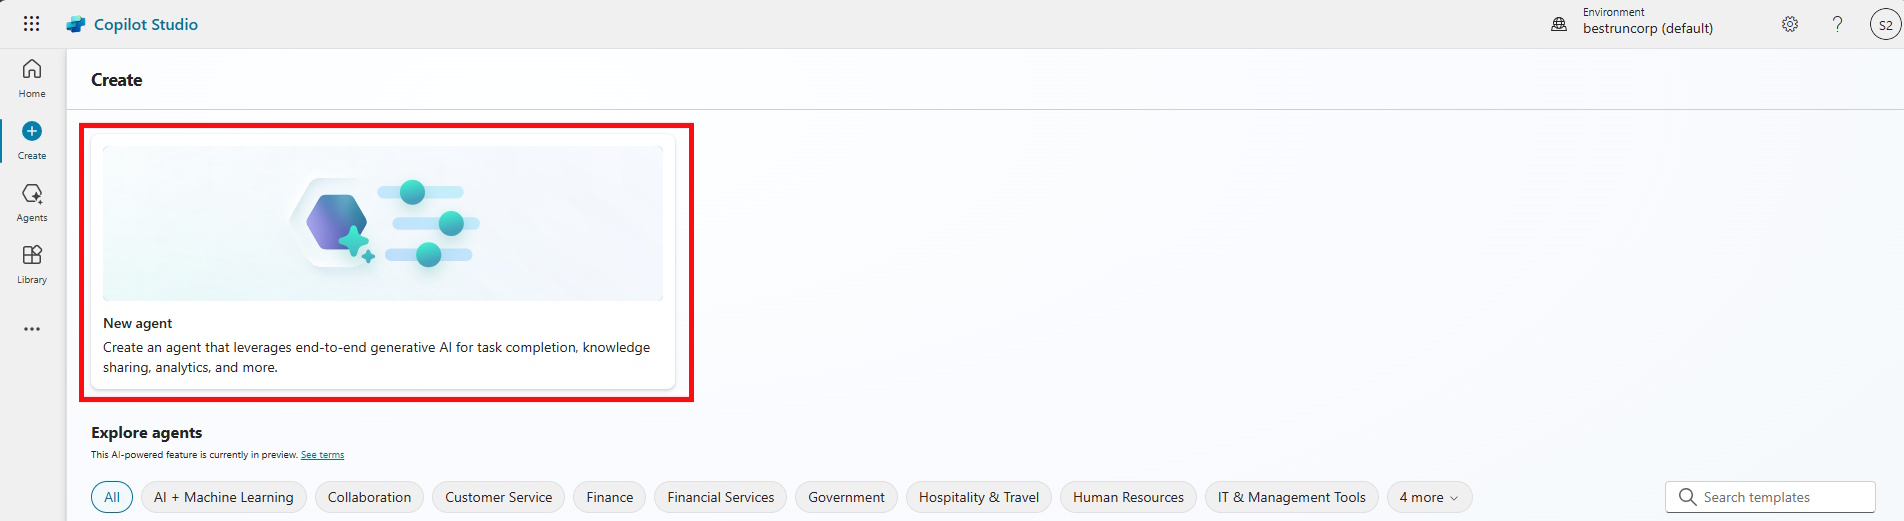 Copilot Studio
Environment
bestruncorp (default)
?
S2
Home
Create
Agents
Library
Create
New agent
Create an agent that leverages end-to-end generative AI for task completion, knowledge
sharing, analytics, and more.
Explore agents
This AI-powered feature is currently in preview. See terms
All
AI + Machine Learning
Collaboration
Customer Service
Finance
Financial Services
Government
Hospitality & Travel
Human Resources
IT & Management Tools
4 more
Search templates